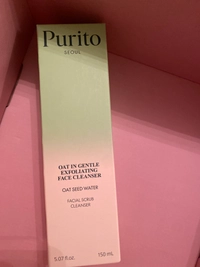 Purito
SEOUL
OAT IN GENTLE
EXFOLIATING
FACE CLEANSER
OAT SEED WATER
FACIAL SCRUB
CLEANSER
5.07 fl.oz.
150 mL